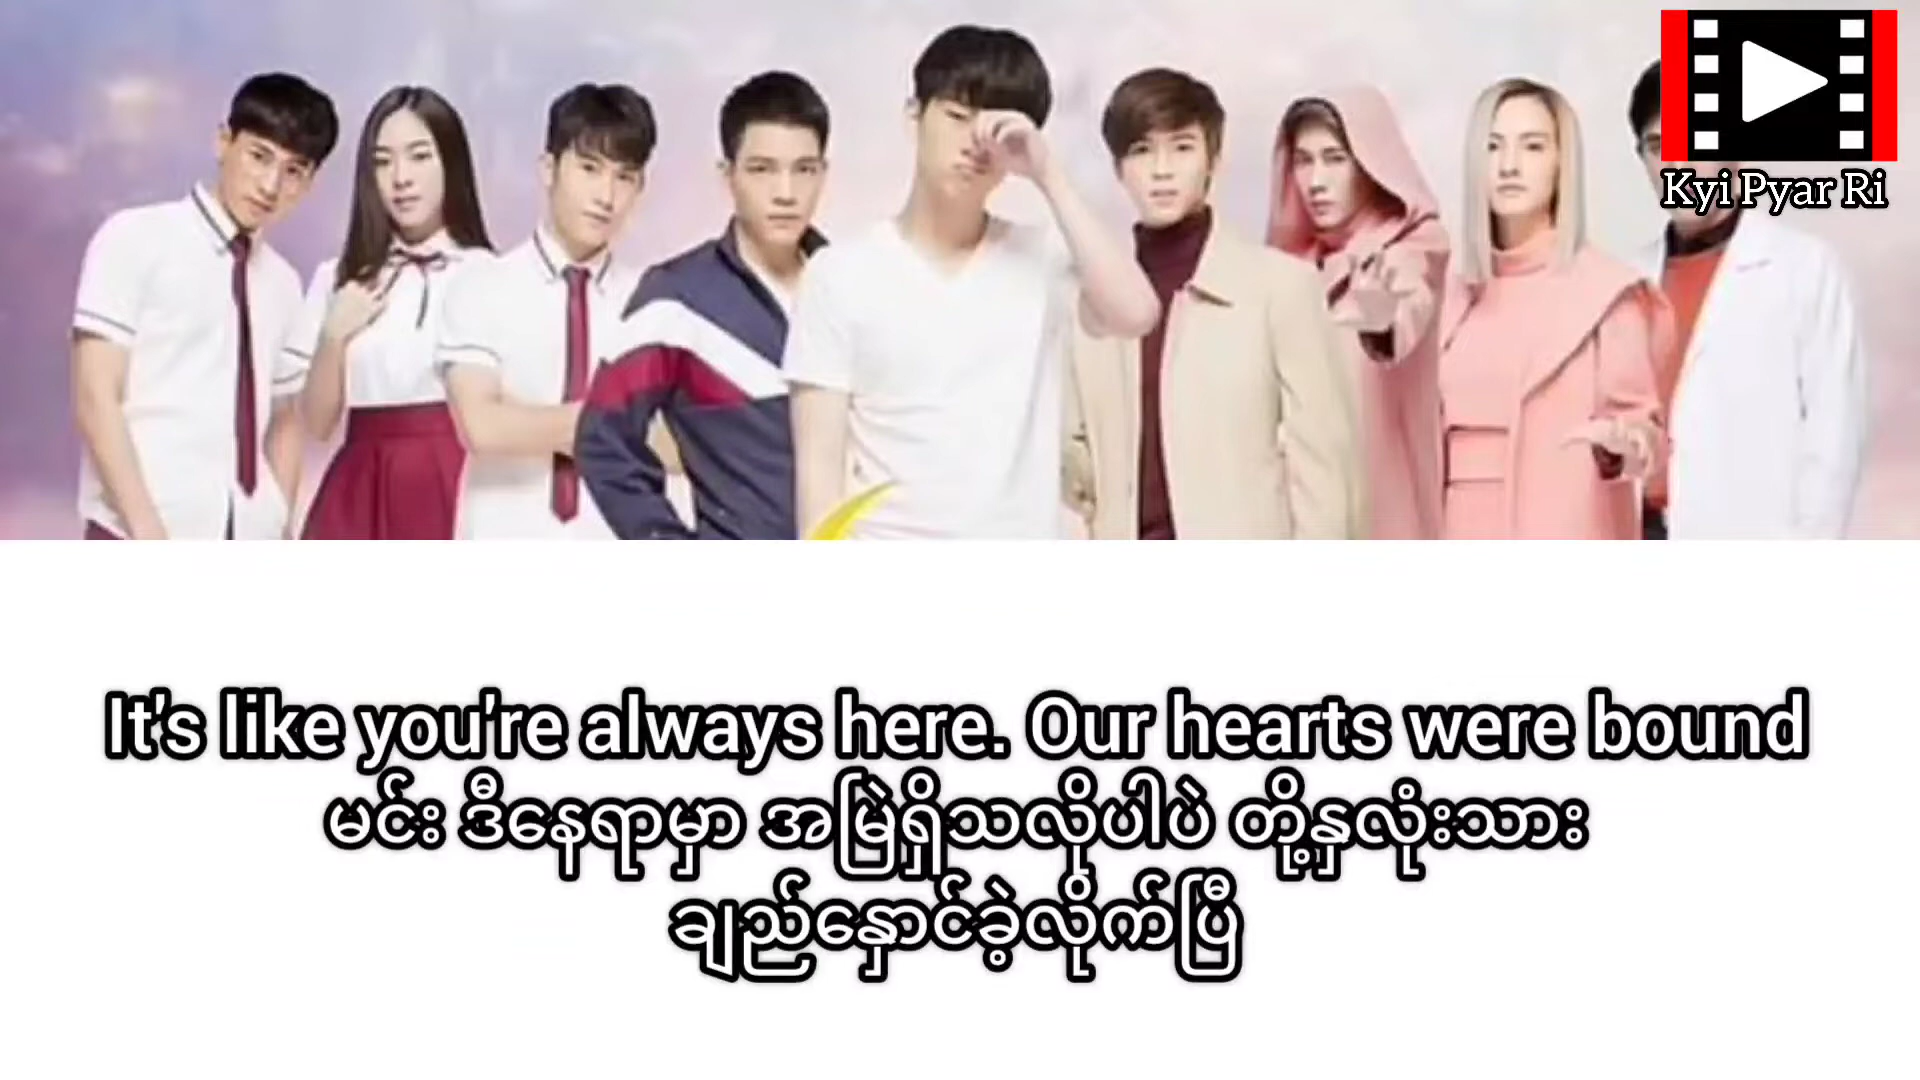 Kyi Pyar Ri
It's like you're always here. Our hearts were bound
မင်း ဒီနေရာမှာ အမြဲရှိသလိုပါပဲ တို့နှလုံးသား
ချည်နှောင်ခဲ့လိုက်ပြီ